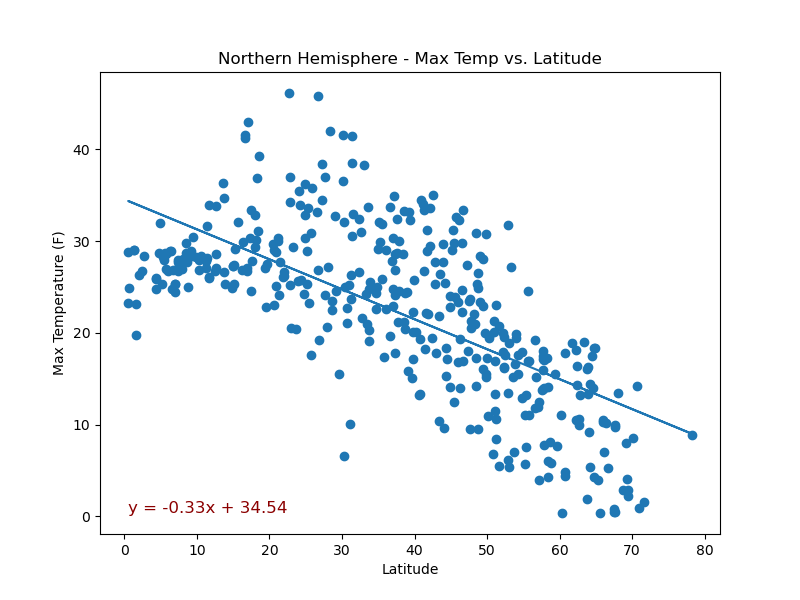 Northern Hemisphere - Max Temp vs. Latitude
Max Temperature (F)
40
30
20
10
0
y = -0.33x + 34.54
0 10 20 30 40 50 60 70 80
Latitude